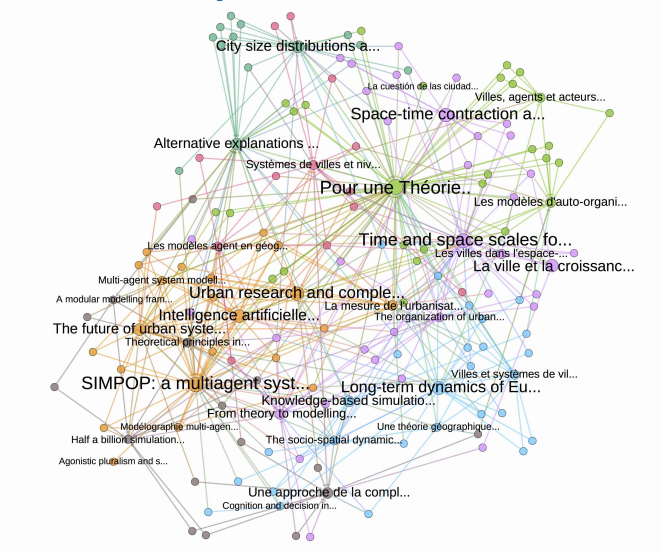 City size distributions a...
La cuestión de las ciudad...
Villes, agents et acteurs...
Space-time contraction a...
Alternative explanations ...
Systèmes de villes et niv...
Pour une Théorie...
Les modèles d'auto-organi...
Time and space scales fo...
Les modèles agent en géog...
Les villes dans l'espace-...
La ville et la croissanc...
Multi-agent system modell...
Urban research and comple...
A modular modelling fram...
La mesure de l'urbanisat...
Intelligence artificielle...
The organization of urban...
The future of urban syste...
Theoretical principles in...
Villes et systèmes de vil...
SIMPOP: a multiagent syst...
Long-term dynamics of Eu...
Knowledge-based simulatio...
From theory to modelling...
Modélographie multi-agen...
Une théorie géographique...
Half a billion simulation...
The socio-spatial dynamic...
Agonistic pluralism and s...
Une approche de la compl...
Cognition and decision in...